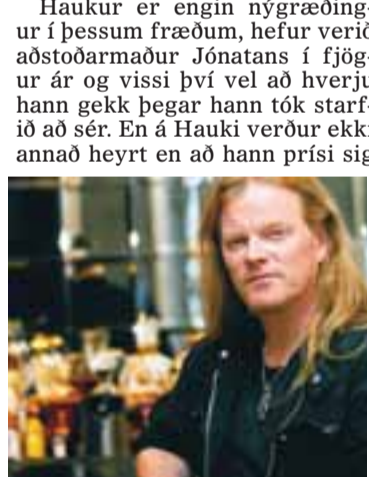 Haukur er engin nýgræðing-
ur í þessum fræðum, hefur verið
aðstoðarmaður Jónatans í fjög-
ur ár og vissi því vel að hverju
hann gekk þegar hann tók starf-
ið að sér. En á Hauki verður ekki
annað heyrt en að hann prísi sig